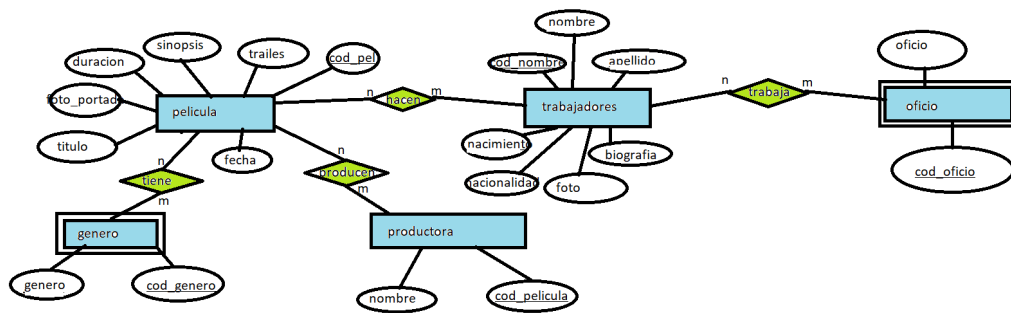 nombre
sinopsis
trailes
cod_pel
oficio
duracion
cod_nombre
apellido
n
m
foto_portada
pelicula
n
hacen
m
trabajadores
trabaja
oficio
titulo
fecha
nacimiento
biografia
n
n
tiene
producen
nacionalidad
foto
cod_oficio
m
m
genero
productora
genero
cod_genero
nombre
cod_pelicula